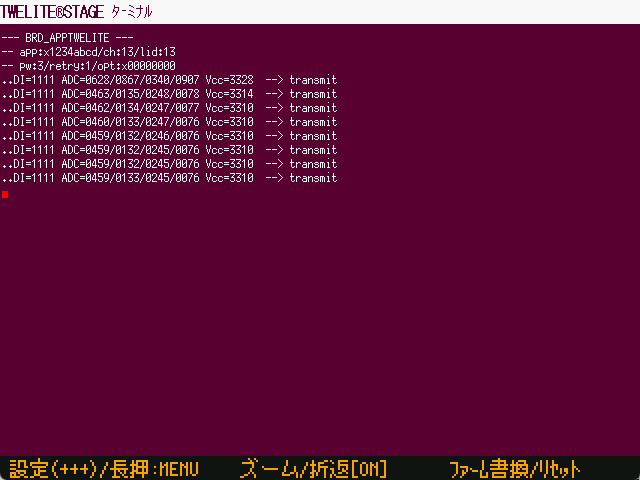 TWELITE®STAGE ﾀｰﾐﾅﾙ
--- BRD_APPTWELITE ---
-- app:x1234abcd/ch:13/lid:13
-- pw:3/retry:1/opt:x00000000
..DI=1111 ADC=0628/0867/0340/0907 Vcc=3328  --> transmit
..DI=1111 ADC=0463/0135/0248/0078 Vcc=3314  --> transmit
..DI=1111 ADC=0462/0134/0247/0077 Vcc=3310  --> transmit
..DI=1111 ADC=0460/0133/0247/0076 Vcc=3310  --> transmit
..DI=1111 ADC=0459/0132/0246/0076 Vcc=3310  --> transmit
..DI=1111 ADC=0459/0132/0245/0076 Vcc=3310  --> transmit
..DI=1111 ADC=0459/0132/0245/0076 Vcc=3310  --> transmit
..DI=1111 ADC=0459/0133/0245/0076 Vcc=3310  --> transmit
設定(+++)/長押:MENU ズーム/折返[ON] ﾌｧｰﾑ書換/ﾘｾｯﾄ